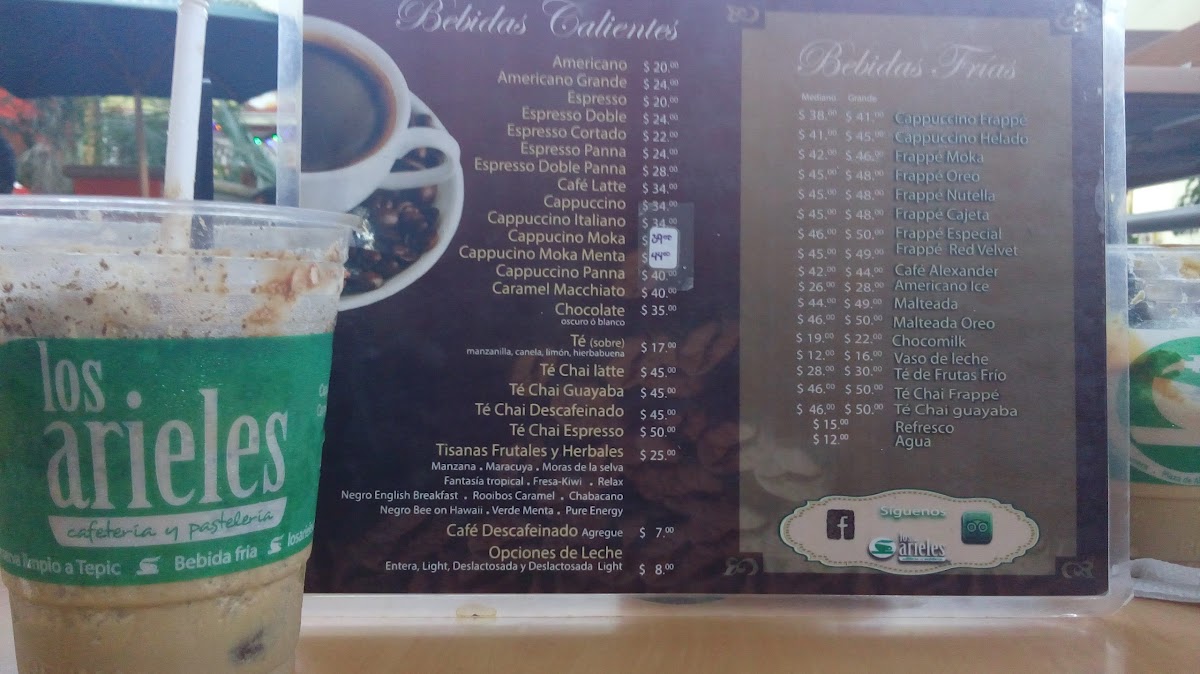 los
arieles
cafetería y pastelería
limpio a Tepic
Bebida fría
Bebidas Calientes
Americano $ 20.00
Americano Grande $ 24.00
Espresso $ 20.00
Espresso Doble $ 24.00
Espresso Cortado $ 22.00
Espresso Panna $ 24.00
Espresso Doble Panna $ 28.00
Café Latte $ 34.00
Cappuccino $ 34.00
Cappuccino Italiano $ 34.00
Cappucino Moka $ 39.00
Cappucino Moka Menta $ 44.00
Cappuccino Panna $ 40.00
Caramel Macchiato $ 40.00
Chocolate $ 35.00
oscuro ó blanco
Té (sobre) $ 17.00
manzanilla, canela, limón, hierbabuena
Té Chai latte $ 45.00
Té Chai Guayaba $ 45.00
Té Chai Descafeinado $ 45.00
Té Chai Espresso $ 50.00
Tisanas Frutales y Herbales $ 25.00
Manzana . Maracuya . Moras de la selva
Fantasía tropical . Fresa-Kiwi . Relax
Negro English Breakfast . Rooibos Caramel . Chabacano
Negro Bee on Hawaii . Verde Menta . Pure Energy
Café Descafeinado Agregue $ 7.00
Opciones de Leche
Entera, Light, Deslactosada y Deslactosada Light $ 8.00
Bebidas Frías
Mediano Grande
$ 38.00 $ 41.00 Cappuccino Frappé
$ 41.00 $ 45.00 Cappuccino Helado
$ 42.00 $ 46.00 Frappé Moka
$ 45.00 $ 48.00 Frappé Oreo
$ 45.00 $ 48.00 Frappé Nutella
$ 45.00 $ 48.00 Frappé Cajeta
$ 46.00 $ 50.00 Frappé Especial
$ 45.00 $ 49.00 Frappé Red Velvet
$ 42.00 $ 44.00 Café Alexander
$ 26.00 $ 28.00 Americano Ice
$ 44.00 $ 49.00 Malteada
$ 46.00 $ 50.00 Malteada Oreo
$ 19.00 $ 22.00 Chocomilk
$ 12.00 $ 16.00 Vaso de leche
$ 28.00 $ 30.00 Té de Frutas Frío
$ 46.00 $ 50.00 Té Chai Frappé
$ 46.00 $ 50.00 Té Chai guayaba
$ 15.00 Refresco
$ 12.00 Agua
Síguenos
f
los
arieles